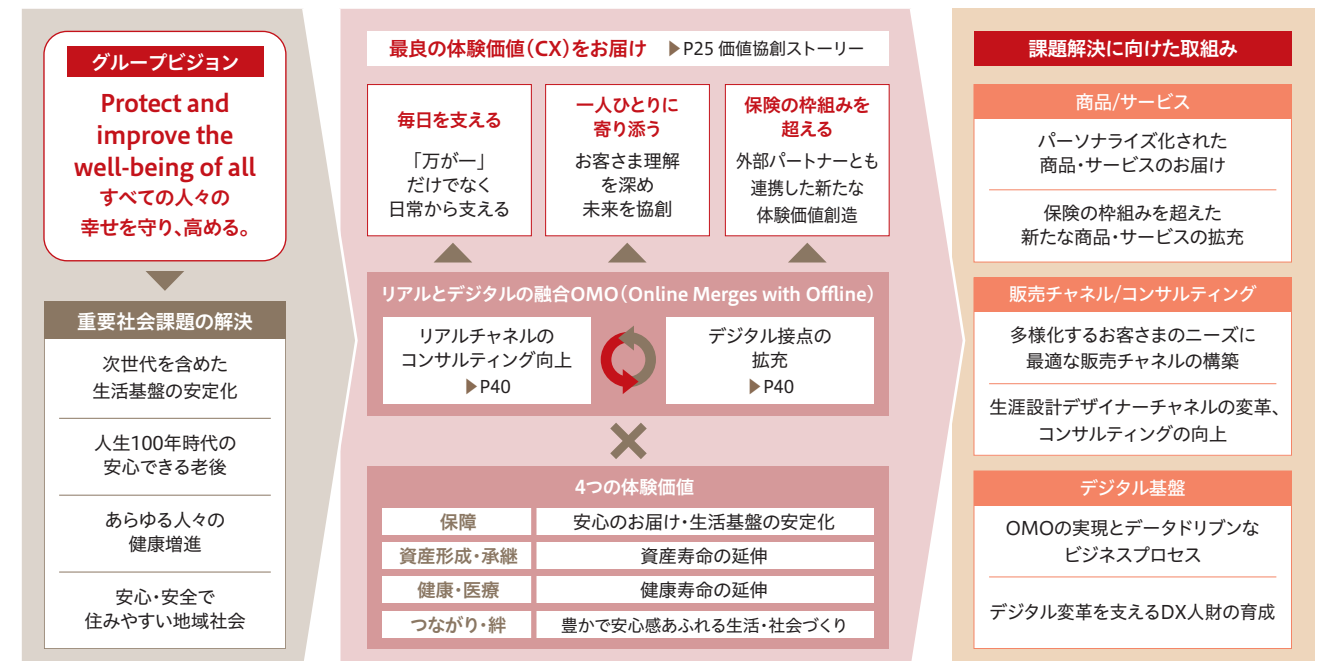 グループビジョン
Protect and
improve the
well-being of all
すべての人々の
幸せを守り、高める。
重要社会課題の解決
次世代を含めた
生活基盤の安定化
人生100年時代の
安心できる老後
あらゆる人々の
健康増進
安心・安全で
住みやすい地域社会
最良の体験価値(CX)をお届け ▶P25 価値協創ストーリー
毎日を支える
「万が一」
だけでなく
日常から支える
一人ひとりに
寄り添う
お客さま理解
を深め
未来を協創
保険の枠組みを
超える
外部パートナーとも
連携した新たな
体験価値創造
リアルとデジタルの融合OMO(Online Merges with Offline)
リアルチャネルの
コンサルティング向上
▶P40
デジタル接点の
拡充
▶P40
4つの体験価値
保障 安心のお届け・生活基盤の安定化
資産形成・承継 資産寿命の延伸
健康・医療 健康寿命の延伸
つながり・絆 豊かで安心感あふれる生活・社会づくり
課題解決に向けた取組み
商品/サービス
パーソナライズ化された
商品・サービスのお届け
保険の枠組みを超えた
新たな商品・サービスの拡充
販売チャネル/コンサルティング
多様化するお客さまのニーズに
最適な販売チャネルの構築
生涯設計デザイナーチャネルの変革、
コンサルティングの向上
デジタル基盤
OMOの実現とデータドリブンな
ビジネスプロセス
デジタル変革を支えるDX人財の育成